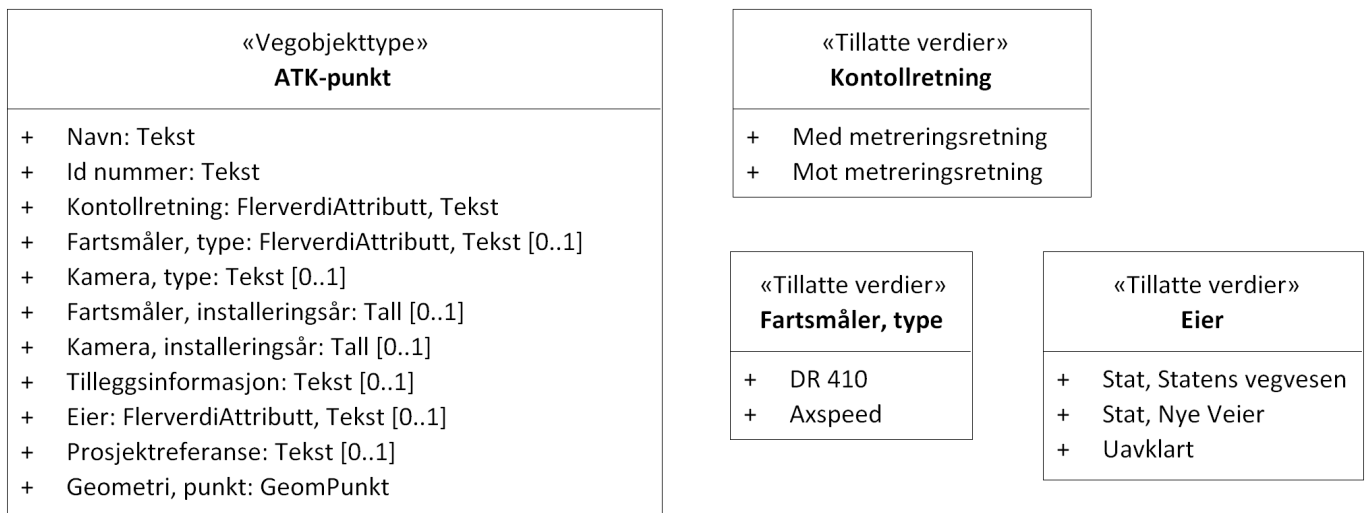 «Vegobjekttype»
ATK-punkt
+ Navn: Tekst
+ Id nummer: Tekst
+ Kontollretning: FlerverdiAttributt, Tekst
+ Fartsmåler, type: FlerverdiAttributt, Tekst [0..1]
+ Kamera, type: Tekst [0..1]
+ Fartsmåler, installeringsår: Tall [0..1]
+ Kamera, installeringsår: Tall [0..1]
+ Tilleggsinformasjon: Tekst [0..1]
+ Eier: FlerverdiAttributt, Tekst [0..1]
+ Prosjektreferanse: Tekst [0..1]
+ Geometri, punkt: GeomPunkt
«Tillatte verdier»
Kontollretning
+ Med metreringsretning
+ Mot metreringsretning
«Tillatte verdier»
Fartsmåler, type
+ DR 410
+ Axspeed
«Tillatte verdier»
Eier
+ Stat, Statens vegvesen
+ Stat, Nye Veier
+ Uavklart